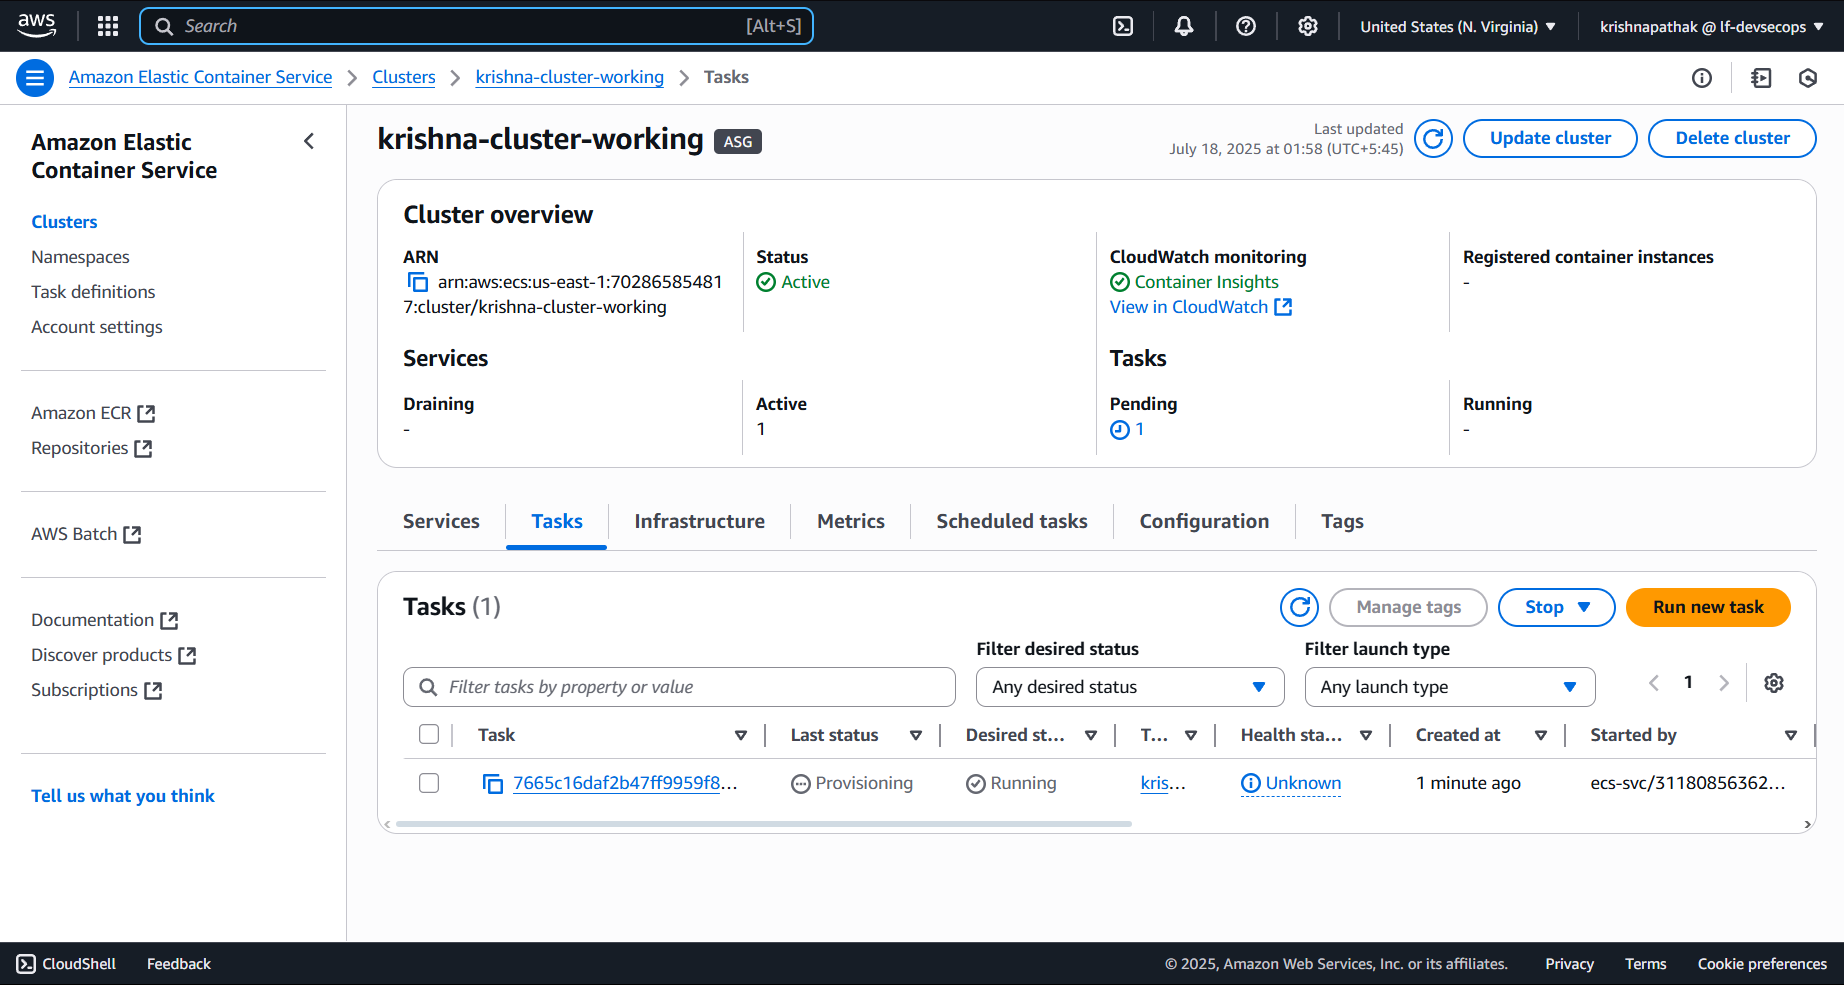 aws
Search [Alt+S]
United States (N. Virginia)
krishnapathak @ lf-devsecops
Amazon Elastic Container Service
Clusters
krishna-cluster-working
Tasks
Amazon Elastic
Container Service
Clusters
Namespaces
Task definitions
Account settings
Amazon ECR
Repositories
AWS Batch
Documentation
Discover products
Subscriptions
Tell us what you think
krishna-cluster-working
ASG
Last updated
July 18, 2025 at 01:58 (UTC+5:45)
Update cluster
Delete cluster
Cluster overview
ARN
arn:aws:ecs:us-east-1:70286585481
7:cluster/krishna-cluster-working
Status
Active
CloudWatch monitoring
Container Insights
View in CloudWatch
Registered container instances
-
Services
Draining
-
Active
1
Tasks
Pending
1
Running
-
Services
Tasks
Infrastructure
Metrics
Scheduled tasks
Configuration
Tags
Tasks (1)
Manage tags
Stop
Run new task
Filter tasks by property or value
Filter desired status
Any desired status
Filter launch type
Any launch type
1
Task
Last status
Desired st...
T...
Health sta...
Created at
Started by
7665c16daf2b47ff9959f8...
Provisioning
Running
kris...
Unknown
1 minute ago
ecs-svc/31180856362...
CloudShell
Feedback
© 2025, Amazon Web Services, Inc. or its affiliates.
Privacy
Terms
Cookie preferences